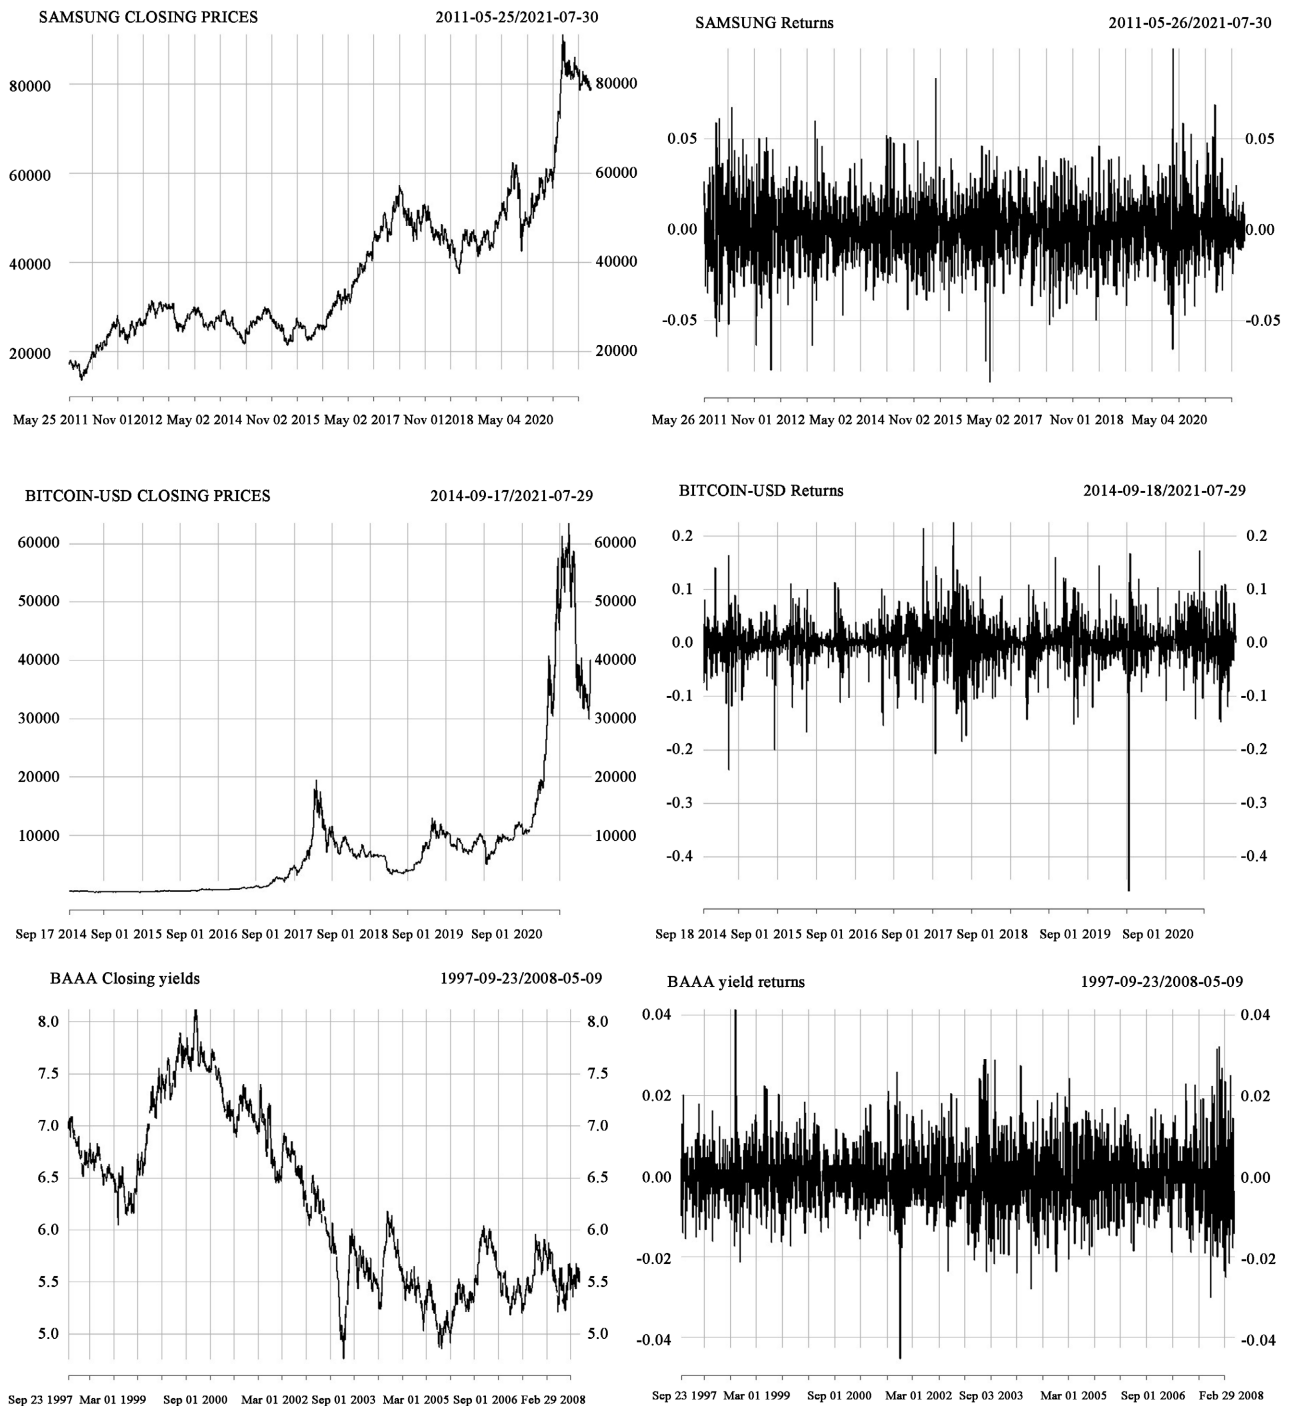 SAMSUNG CLOSING PRICES 2011-05-25/2021-07-30
80000 80000
60000 60000
40000 40000
20000 20000
May 25 2011 Nov 012012 May 02 2014 Nov 02 2015 May 02 2017 Nov 012018 May 04 2020
SAMSUNG Returns 2011-05-26/2021-07-30
0.05 0.05
0.00 0.00
-0.05 -0.05
May 26 2011 Nov 01 2012 May 02 2014 Nov 02 2015 May 02 2017 Nov 01 2018 May 04 2020
BITCOIN-USD CLOSING PRICES 2014-09-17/2021-07-29
60000 60000
50000 50000
40000 40000
30000 30000
20000 20000
10000 10000
Sep 17 2014 Sep 01 2015 Sep 01 2016 Sep 01 2017 Sep 01 2018 Sep 01 2019 Sep 01 2020
BITCOIN-USD Returns 2014-09-18/2021-07-29
0.2 0.2
0.1 0.1
0.0 0.0
-0.1 -0.1
-0.2 -0.2
-0.3 -0.3
-0.4 -0.4
Sep 18 2014 Sep 01 2015 Sep 01 2016 Sep 01 2017 Sep 01 2018 Sep 01 2019 Sep 01 2020
BAAA Closing yields 1997-09-23/2008-05-09
8.0 8.0
7.5 7.5
7.0 7.0
6.5 6.5
6.0 6.0
5.5 5.5
5.0 5.0
Sep 23 1997 Mar 01 1999 Sep 01 2000 Mar 01 2002 Sep 01 2003 Mar 01 2005 Sep 01 2006 Feb 29 2008
BAAA yield returns 1997-09-23/2008-05-09
0.04 0.04
0.02 0.02
0.00 0.00
-0.02 -0.02
-0.04 -0.04
Sep 23 1997 Mar 01 1999 Sep 01 2000 Mar 01 2002 Sep 03 2003 Mar 01 2005 Sep 01 2006 Feb 29 2008